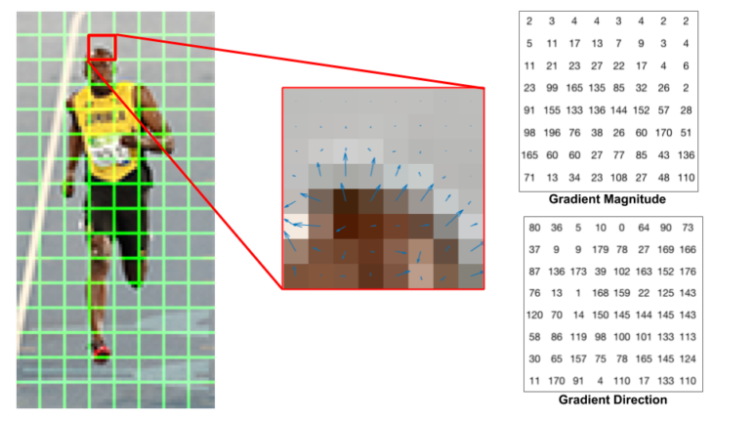 2 3 4 4 3 4 2 2
5 11 17 13 7 9 3 4
11 21 23 27 22 17 4 6
23 99 165 135 85 32 26 2
91 155 133 136 144 152 57 28
98 196 76 38 26 60 170 51
165 60 60 27 77 85 43 136
71 13 34 23 108 27 48 110
Gradient Magnitude
80 36 5 10 0 64 90 73
37 9 9 179 78 27 169 166
87 136 173 39 102 163 152 176
76 13 1 168 159 22 125 143
120 70 14 150 145 144 145 143
58 86 119 98 100 101 133 113
30 65 157 75 78 165 145 124
11 170 91 4 110 17 133 110
Gradient Direction